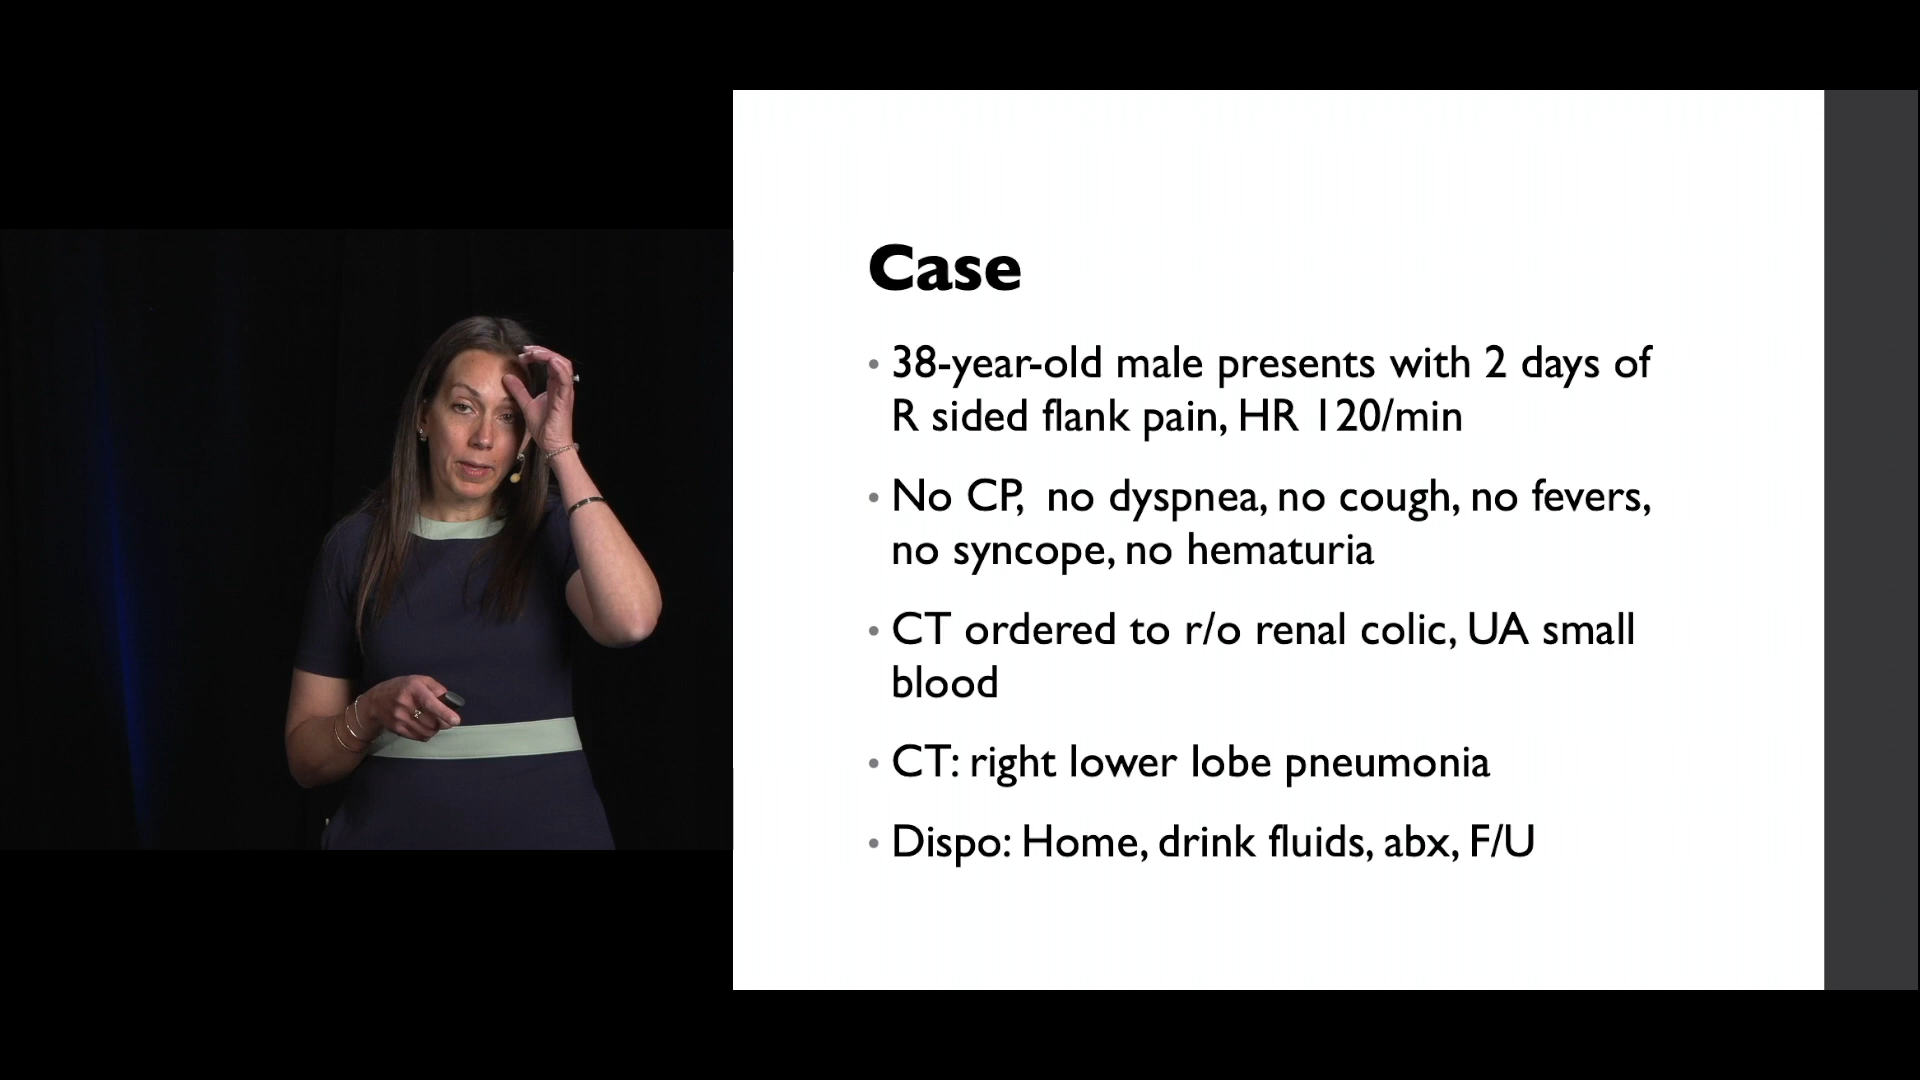 Case
• 38-year-old male presents with 2 days of
R sided flank pain, HR 120/min
• No CP,  no dyspnea, no cough, no fevers,
no syncope, no hematuria
• CT ordered to r/o renal colic, UA small
blood
• CT: right lower lobe pneumonia
• Dispo: Home, drink fluids, abx, F/U